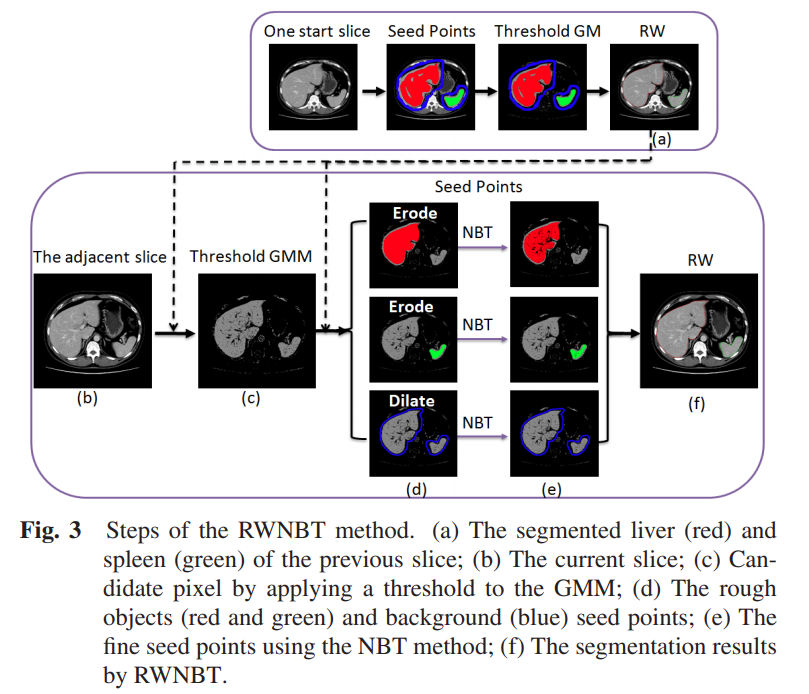 One start slice Seed Points Threshold GM RW
(a)
Seed Points
Erode
NBT
The adjacent slice Threshold GMM
RW
Erode
NBT
(b) (c)
(f)
Dilate
NBT
(d) (e)
Fig. 3 Steps of the RWNBT method. (a) The segmented liver (red) and
spleen (green) of the previous slice; (b) The current slice; (c) Can-
didate pixel by applying a threshold to the GMM; (d) The rough
objects (red and green) and background (blue) seed points; (e) The
fine seed points using the NBT method; (f) The segmentation results
by RWNBT.